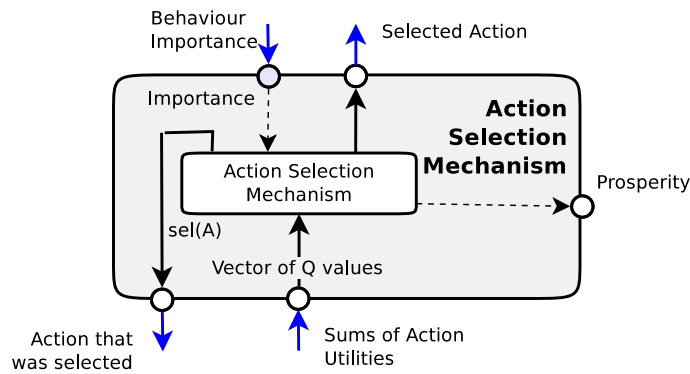 Behaviour
Importance
Selected Action
Importance
Action
Selection
Mechanism
Action Selection
Mechanism
Prosperity
sel(A)
Vector of Q values
Action that
was selected
Sums of Action
Utilities